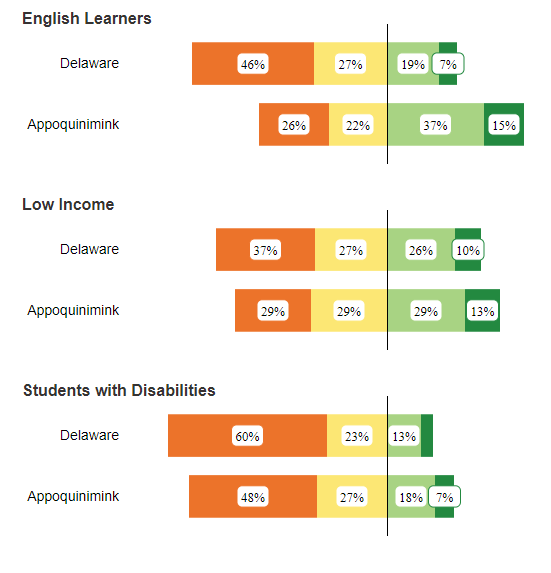 English Learners
Delaware 46% 27% 19% 7%
Appoquinimink 26% 22% 37% 15%
Low Income
Delaware 37% 27% 26% 10%
Appoquinimink 29% 29% 29% 13%
Students with Disabilities
Delaware 60% 23% 13%
Appoquinimink 48% 27% 18% 7%